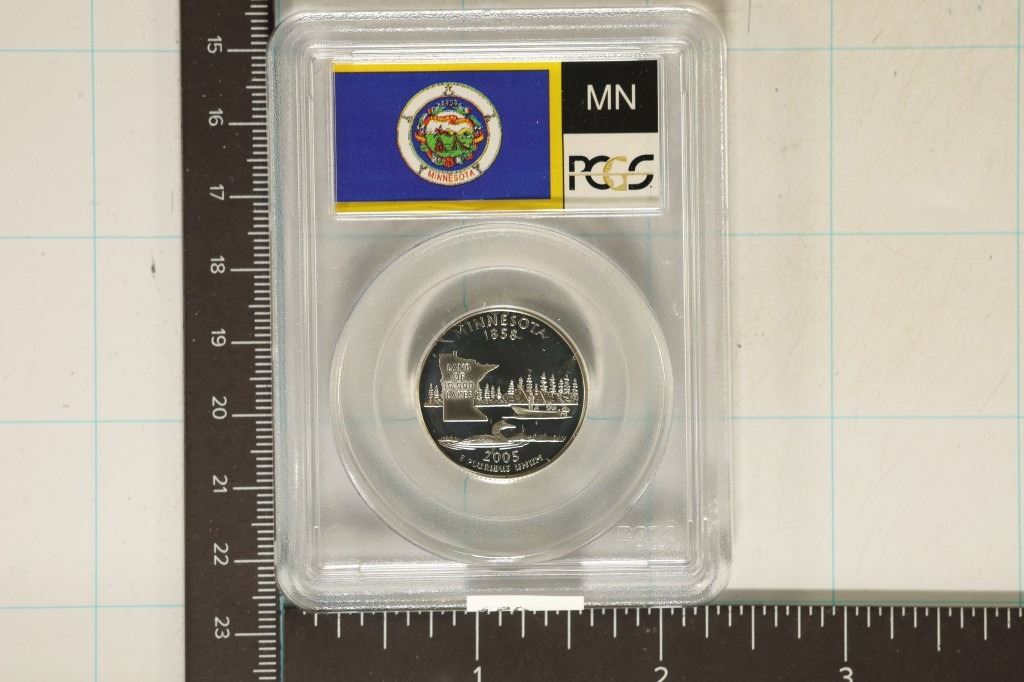 MINNESOTA
MN
PCGS
MINNESOTA
1858
LAND
OF
10,000
LAKES
2005
E PLURIBUS UNUM
PCGS
15
16
17
18
19
20
21
22
23
1
2
3